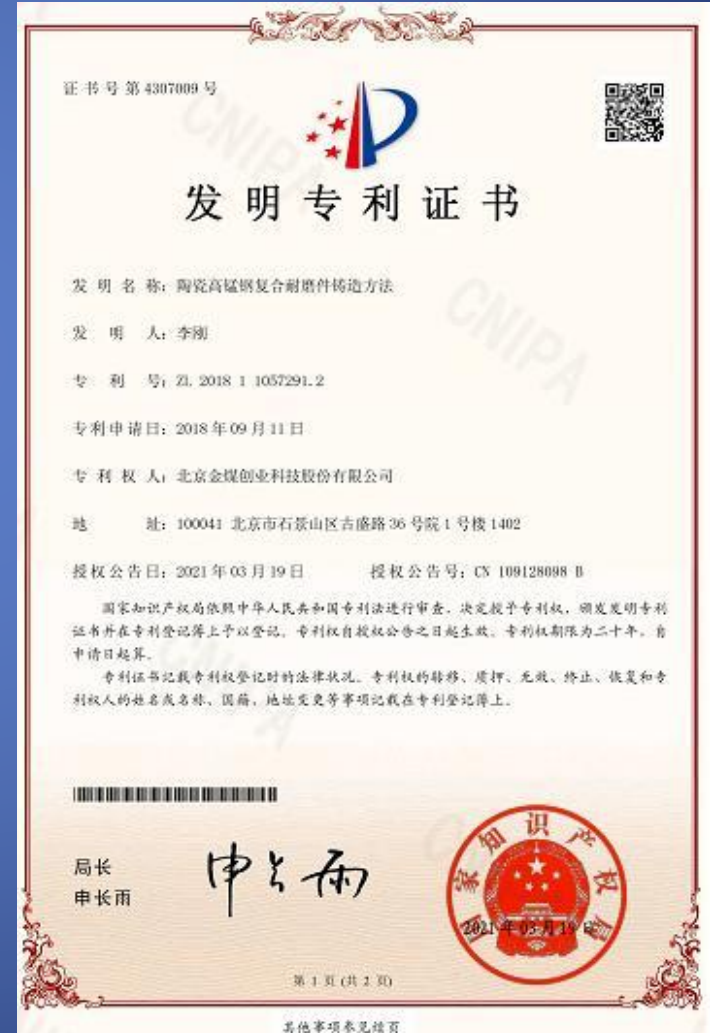 证书号第4307009号
发明专利证书
发明名称：陶瓷高锰钢复合耐磨件铸造方法
发明人：李刚
专利号：ZL 2018 1 1057291.2
专利申请日：2018年09月11日
专利权人：北京金煤创业科技股份有限公司
地址：100041 北京市石景山区古盛路36号院1号楼1402
授权公告日：2021年03月19日 授权公告号：CN 109128098 B
国家知识产权局依照中华人民共和国专利法进行审查，决定授予专利权，颁发发明专利
证书并在专利登记簿上予以登记。专利权自授权公告之日起生效。专利权期限为二十年，自
申请日起算。
专利证书记载专利权登记时的法律状况。专利权的转移、质押、无效、终止、恢复和专
利权人的姓名或名称、国籍、地址变更等事项记载在专利登记簿上。
局长
申长雨
申长雨
国家知识产权局
2021年03月19日
第1页(共2页)
其他事项参见续页
CNIPA
CNIPA
CNIPA
CNIPA